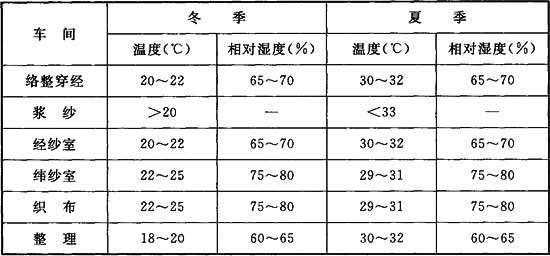 车 间 冬 季 夏 季
温度(℃) 相对湿度(%) 温度(℃) 相对湿度(%)
络整穿经 20～22 65～70 30～32 65～70
浆 纱 >20 — <33 —
经纱室 20～22 65～70 30～32 65～70
纬纱室 22～25 75～80 29～31 75～80
织 布 22～25 75～80 29～31 75～80
整 理 18～20 60～65 30～32 60～65